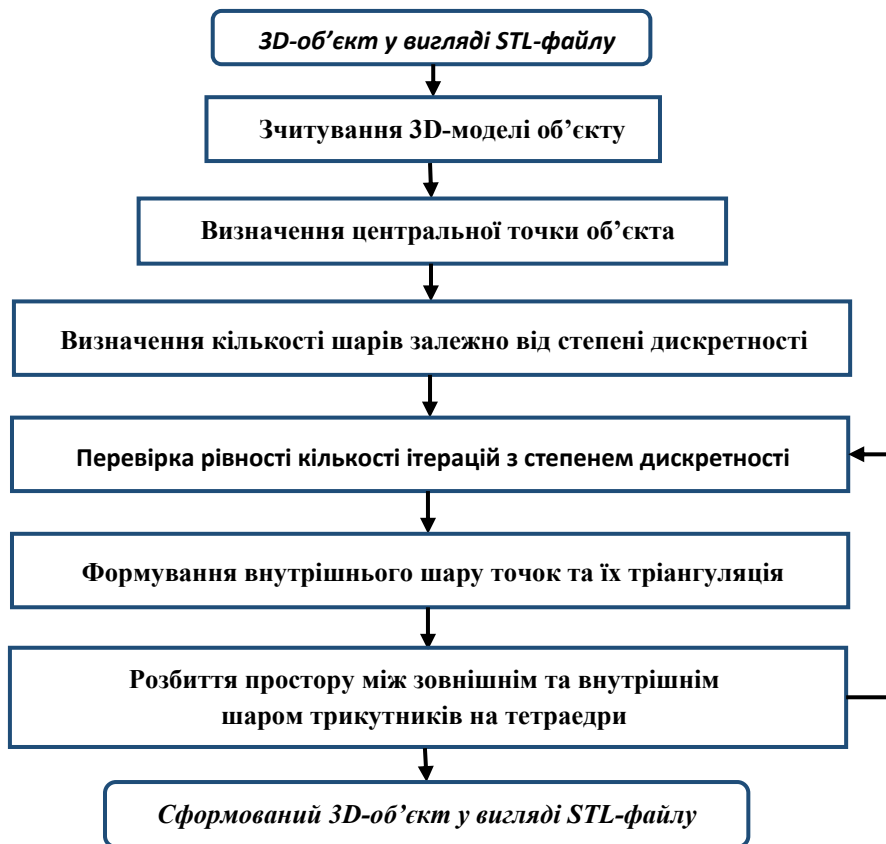 3D-об’єкт у вигляді STL-файлу
Зчитування 3D-моделі об’єкту
Визначення центральної точки об’єкта
Визначення кількості шарів залежно від степені дискретності
Перевірка рівності кількості ітерацій з степенем дискретності
Формування внутрішнього шару точок та їх тріангуляція
Розбиття простору між зовнішнім та внутрішнім
шаром трикутників на тетраедри
Сформований 3D-об’єкт у вигляді STL-файлу